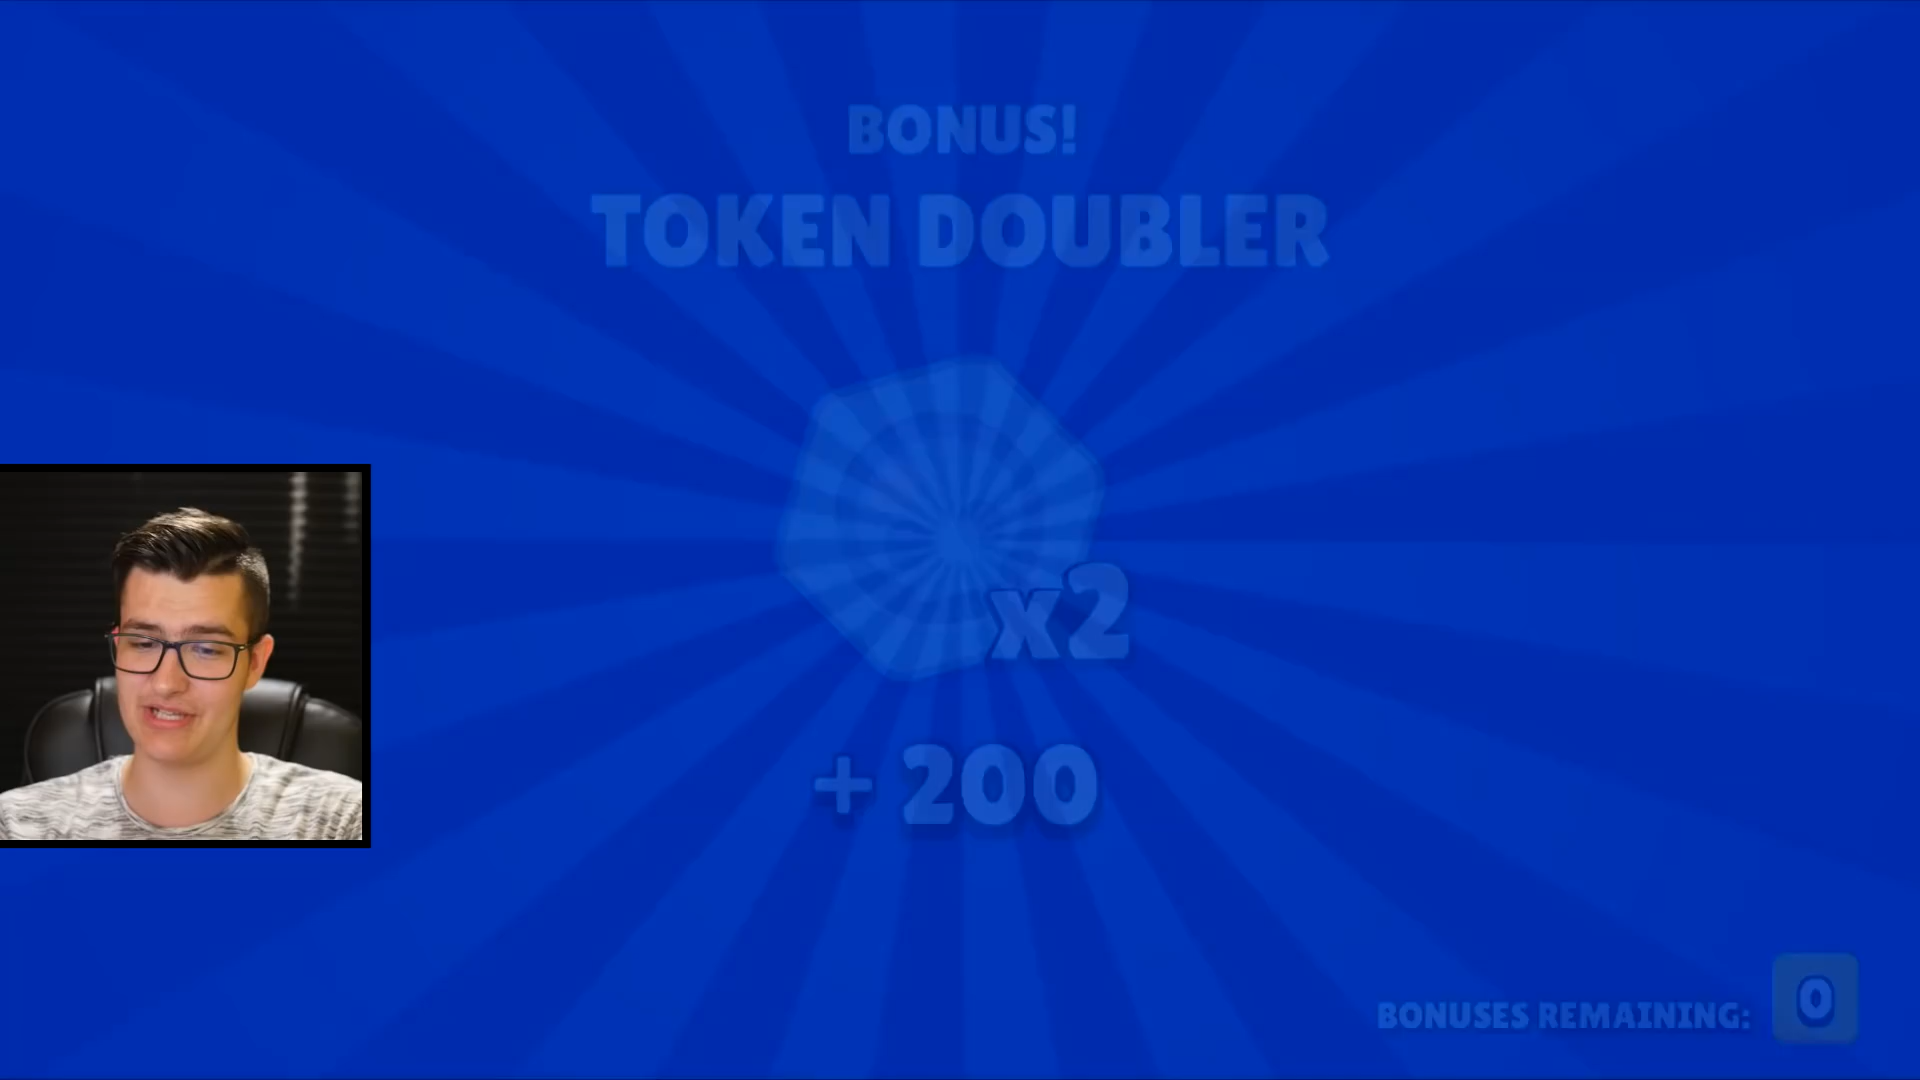 BONUS!
TOKEN DOUBLER
x2
+ 200
BONUSES REMAINING: 0